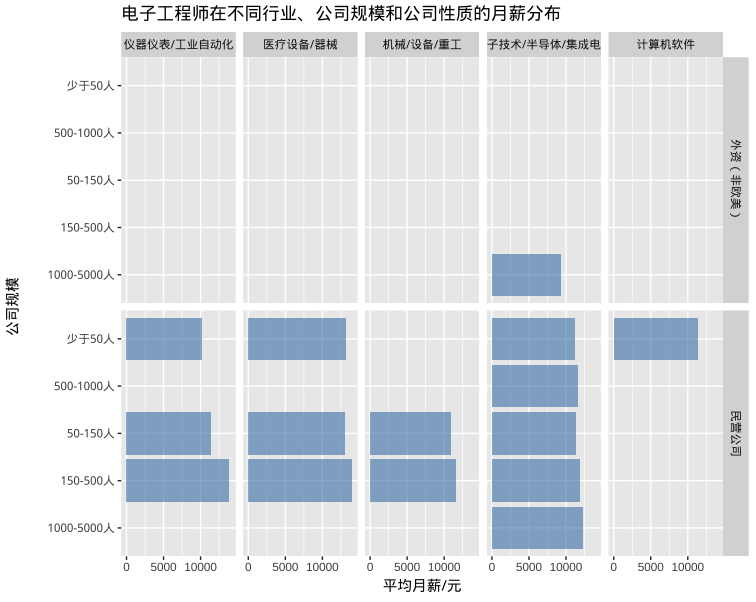 电子工程师在不同行业、公司规模和公司性质的月薪分布
仪器仪表/工业自动化
医疗设备/器械
机械/设备/重工
子技术/半导体/集成电
计算机软件
少于50人
500-1000人
50-150人
150-500人
1000-5000人
外资（非欧美）
少于50人
500-1000人
50-150人
150-500人
1000-5000人
民营公司
公司规模
0 5000 10000 0 5000 10000 0 5000 10000 0 5000 10000 0 5000 10000
平均月薪/元